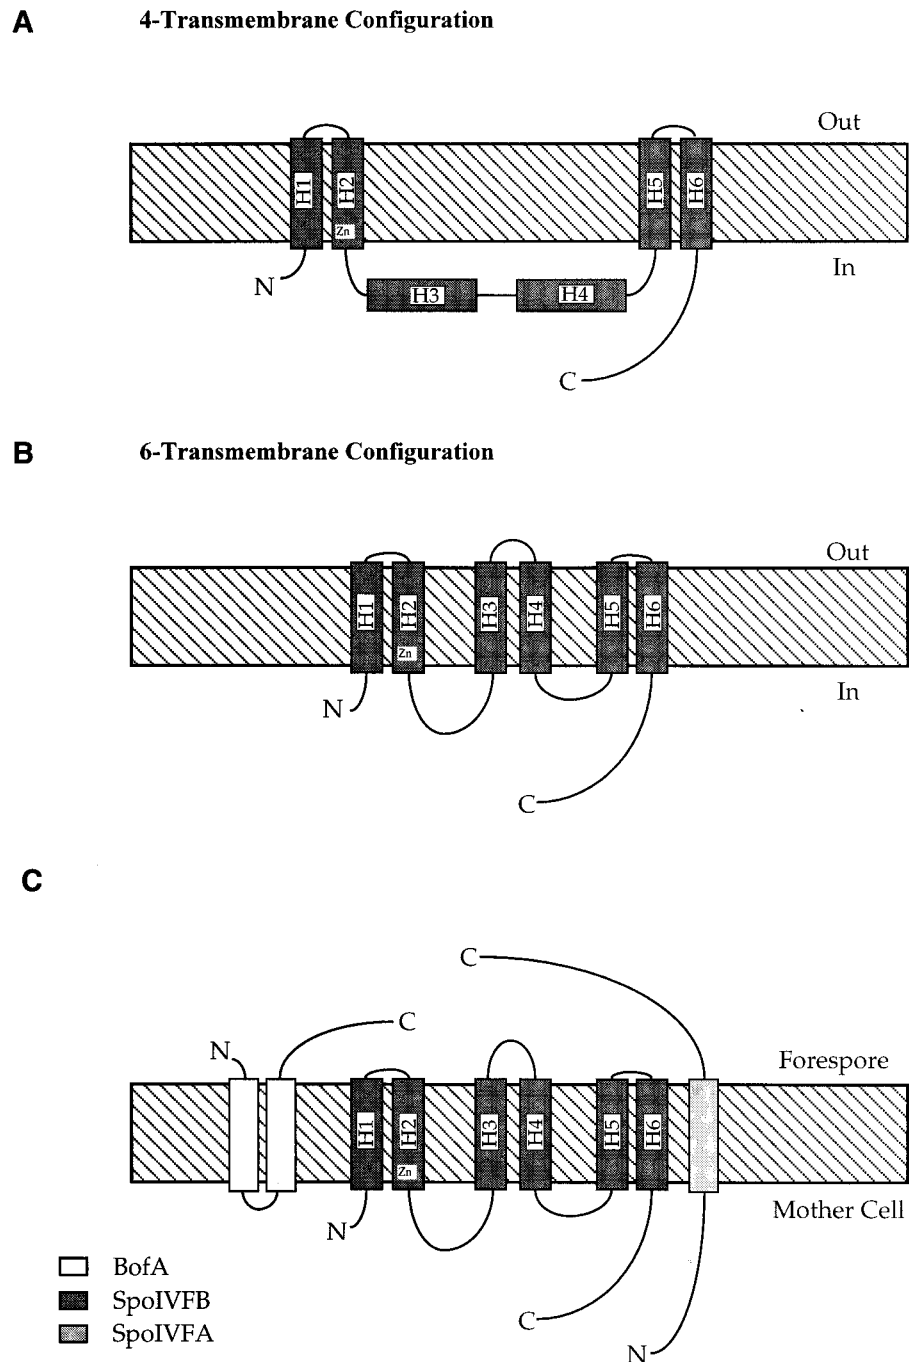 A
4-Transmembrane Configuration
Out
H1
H2
Zn
H5
H6
In
N
H3
H4
C
B
6-Transmembrane Configuration
Out
H1
H2
H3
H4
H5
H6
Zn
In
N
C
C
C
C
N
Forespore
H1
H2
H3
H4
H5
H6
Zn
Mother Cell
N
BofA
SpoIVFB
C
SpoIVFA
N